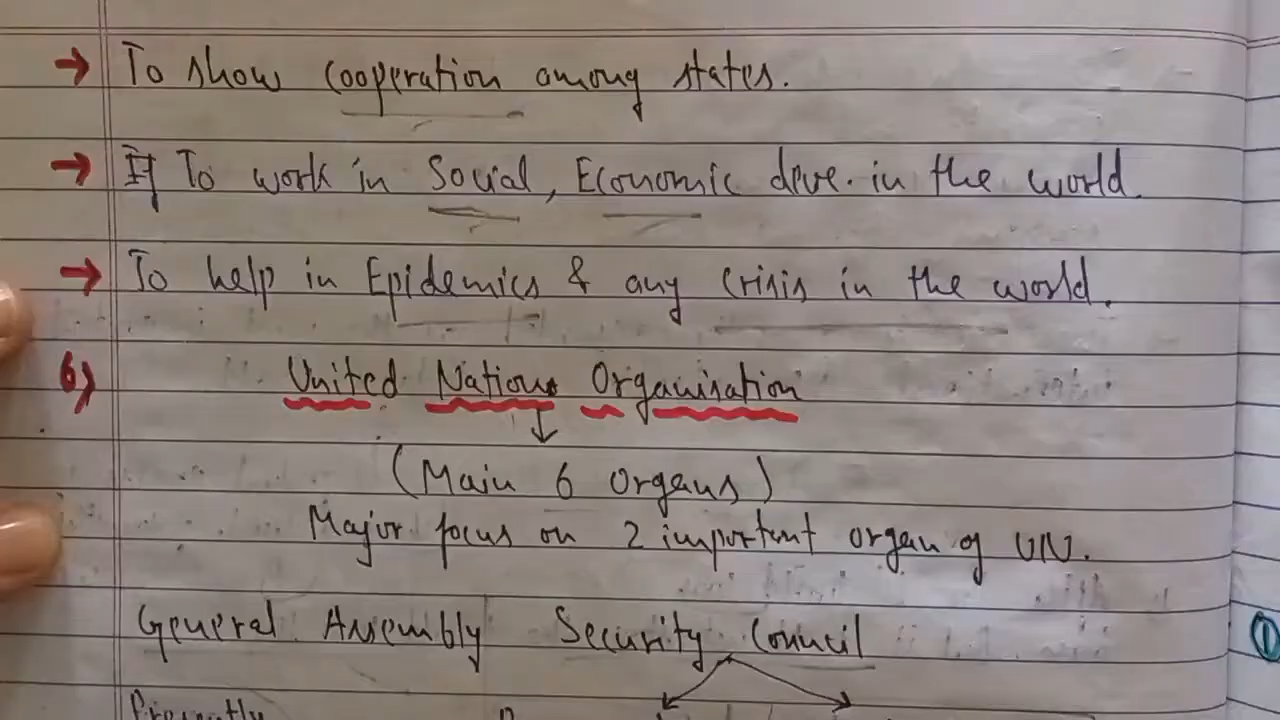 → To show cooperation among states.
→ To work in Social, Economic deve. in the world.
→ To help in Epidemics & any crisis in the world.
6) United Nations Organisation
↓
(Main 6 Organs)
Major focus on 2 important organ of UN.
General Assembly Security Council
①
Presently